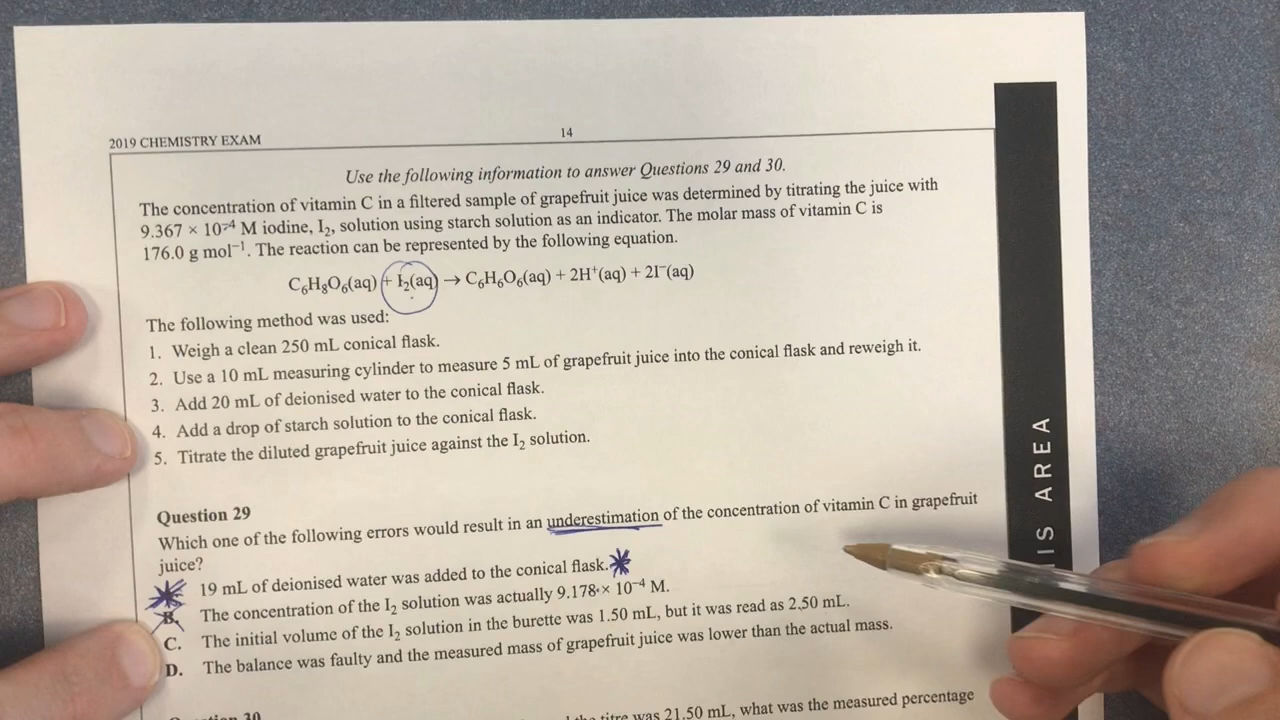 2019 CHEMISTRY EXAM
14
Use the following information to answer Questions 29 and 30.
The concentration of vitamin C in a filtered sample of grapefruit juice was determined by titrating the juice with
9.367 × 10⁻⁴ M iodine, I₂, solution using starch solution as an indicator. The molar mass of vitamin C is
176.0 g mol⁻¹. The reaction can be represented by the following equation.
C₆H₈O₆(aq) + I₂(aq) → C₆H₆O₆(aq) + 2H⁺(aq) + 2I⁻(aq)
The following method was used:
1. Weigh a clean 250 mL conical flask.
2. Use a 10 mL measuring cylinder to measure 5 mL of grapefruit juice into the conical flask and reweigh it.
3. Add 20 mL of deionised water to the conical flask.
4. Add a drop of starch solution to the conical flask.
5. Titrate the diluted grapefruit juice against the I₂ solution.
Question 29
Which one of the following errors would result in an underestimation of the concentration of vitamin C in grapefruit
juice?
19 mL of deionised water was added to the conical flask.
B. The concentration of the I₂ solution was actually 9.178 × 10⁻⁴ M.
C. The initial volume of the I₂ solution in the burette was 1.50 mL, but it was read as 2.50 mL.
D. The balance was faulty and the measured mass of grapefruit juice was lower than the actual mass.
30
titre was 21.50 mL, what was the measured percentage
IS AREA